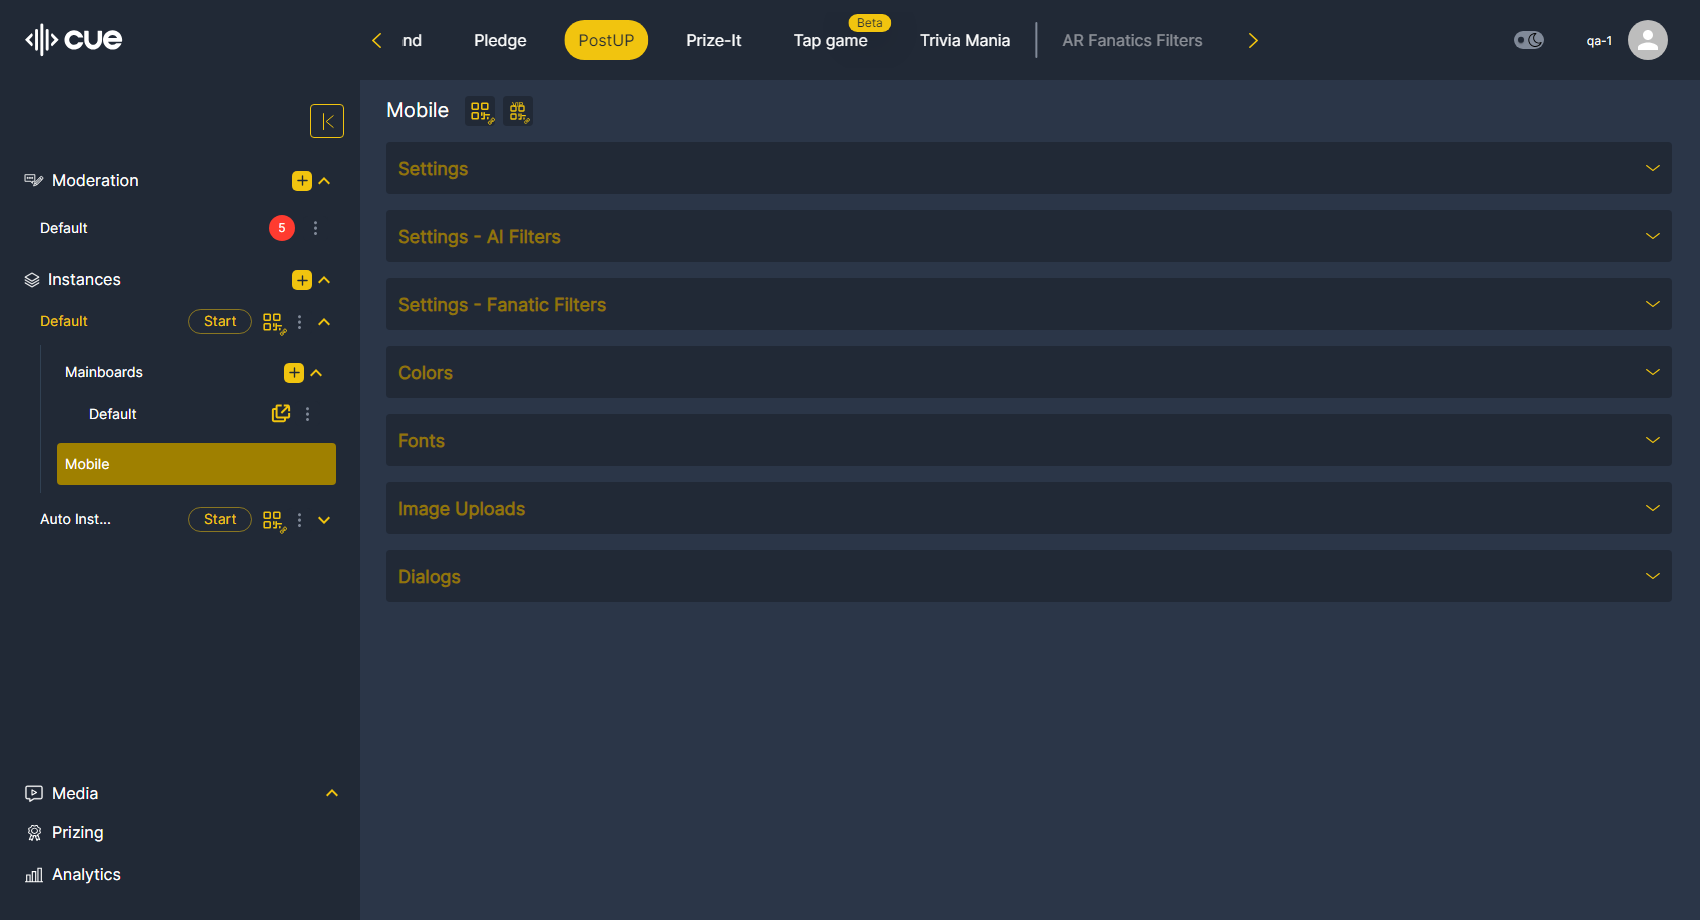 cue
nd
Pledge
PostUP
Prize-It
Beta
Tap game
Trivia Mania
AR Fanatics Filters
qa-1
Moderation
Default
5
Instances
Default
Start
Mainboards
Default
Mobile
Auto Inst...
Start
Media
Prizing
Analytics
Mobile
VIP
Settings
Settings - AI Filters
Settings - Fanatic Filters
Colors
Fonts
Image Uploads
Dialogs